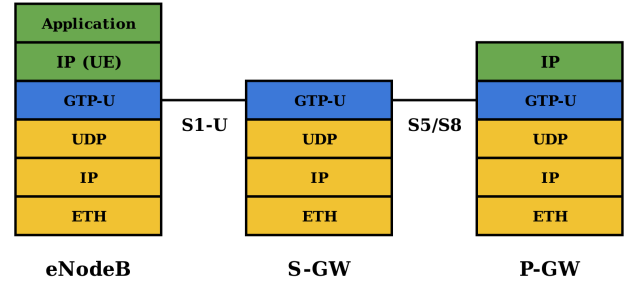 Application
IP (UE)
GTP-U
UDP
IP
ETH
eNodeB
S1-U
GTP-U
UDP
IP
ETH
S-GW
S5/S8
IP
GTP-U
UDP
IP
ETH
P-GW